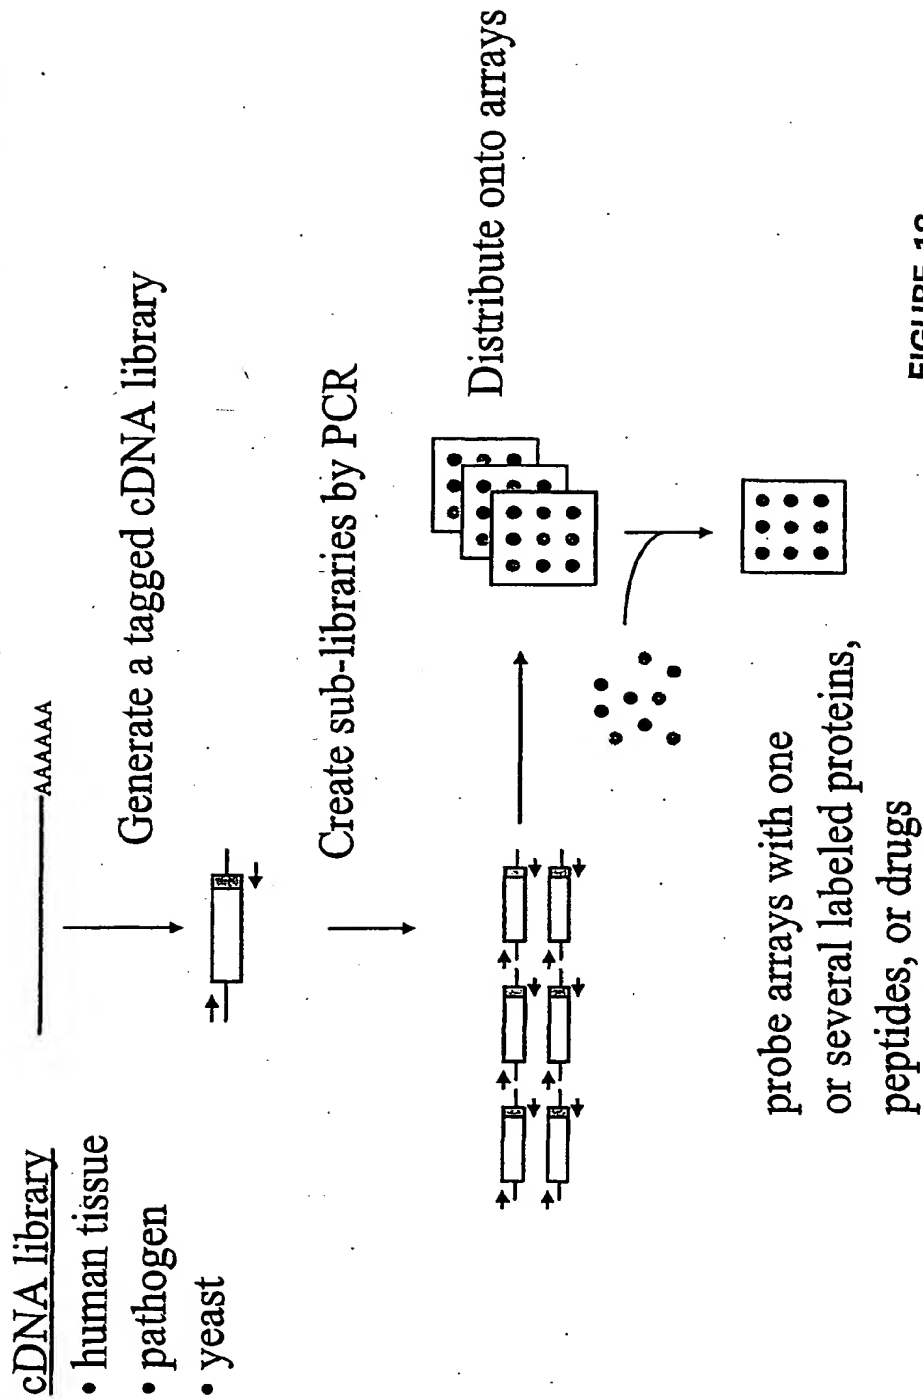 cDNA library
• human tissue
• pathogen
• yeast
AAAAAA
Generate a tagged cDNA library
Create sub-libraries by PCR
Distribute onto arrays
probe arrays with one
or several labeled proteins,
peptides, or drugs
FIGURE